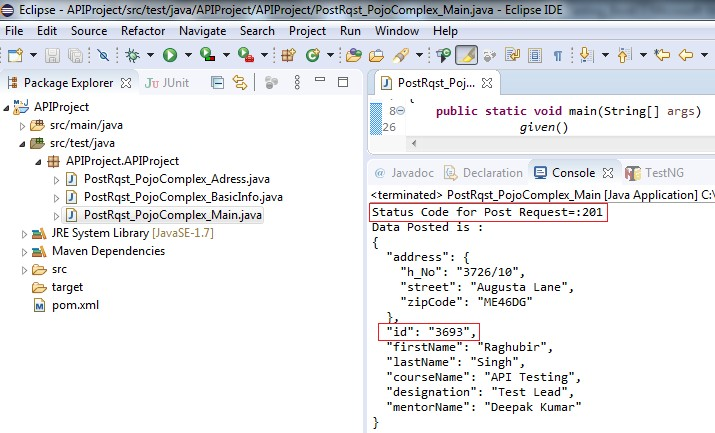 Eclipse - APIProject/src/test/java/APIProject/APIProject/PostRqst_PojoComplex_Main.java - Eclipse IDE
File Edit Source Refactor Navigate Search Project Run Window Help
Package Explorer JUnit
APIProject
src/main/java
src/test/java
APIProject.APIProject
PostRqst_PojoComplex_Adress.java
PostRqst_PojoComplex_BasicInfo.java
PostRqst_PojoComplex_Main.java
JRE System Library [JavaSE-1.7]
Maven Dependencies
src
target
pom.xml
PostRqst_Poj...
8 public static void main(String[] args)
26 given()
Javadoc Declaration Console TestNG
<terminated> PostRqst_PojoComplex_Main [Java Application] C:\
Status Code for Post Request=:201
Data Posted is :
{
"address": {
"h_No": "3726/10",
"street": "Augusta Lane",
"zipCode": "ME46DG"
},
"id": "3693",
"firstName": "Raghubir",
"lastName": "Singh",
"courseName": "API Testing",
"designation": "Test Lead",
"mentorName": "Deepak Kumar"
}